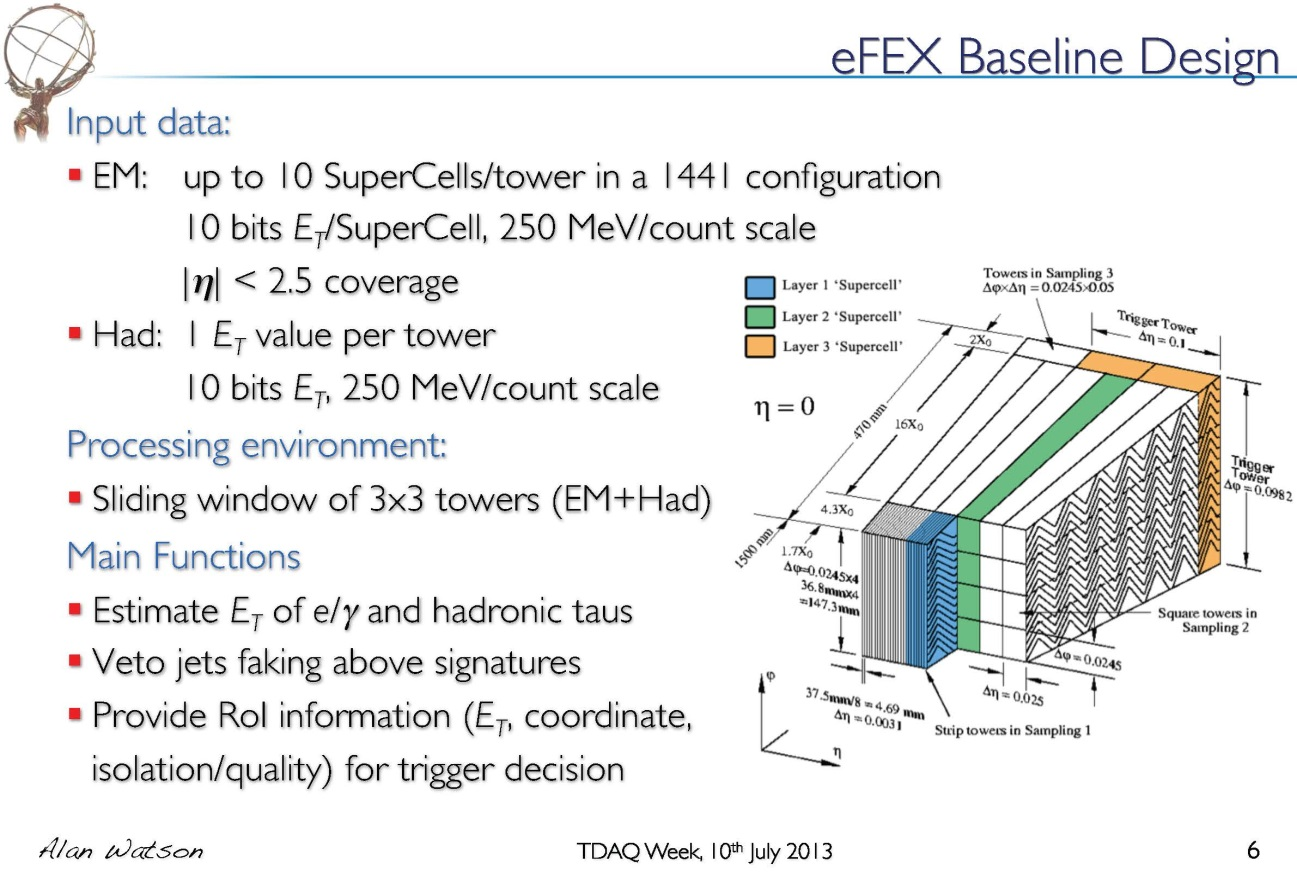 eFEX Baseline Design
Input data:
▪ EM: up to 10 SuperCells/tower in a 1441 configuration
10 bits E_T/SuperCell, 250 MeV/count scale
|η| < 2.5 coverage
▪ Had: 1 E_T value per tower
10 bits E_T, 250 MeV/count scale
Processing environment:
▪ Sliding window of 3x3 towers (EM+Had)
Main Functions
▪ Estimate E_T of e/γ and hadronic taus
▪ Veto jets faking above signatures
▪ Provide RoI information (E_T, coordinate,
isolation/quality) for trigger decision
Layer 1 ‘Supercell’
Layer 2 ‘Supercell’
Layer 3 ‘Supercell’
η = 0
Towers in Sampling 3
Δφ×Δη = 0.0245×0.05
Trigger Tower
Δη = 0.1
2X₀
470 mm
16X₀
Trigger
Tower
Δφ = 0.0982
4.3X₀
1500 mm
1.7X₀
Δφ=0.0245x4
36.8mmx4
=147.3mm
Square towers in
Sampling 2
Δφ = 0.0245
Δη = 0.025
37.5mm/8 = 4.69 mm
Δη = 0.0031
Strip towers in Sampling 1
φ
η
Alan Watson
TDAQ Week, 10th July 2013
6